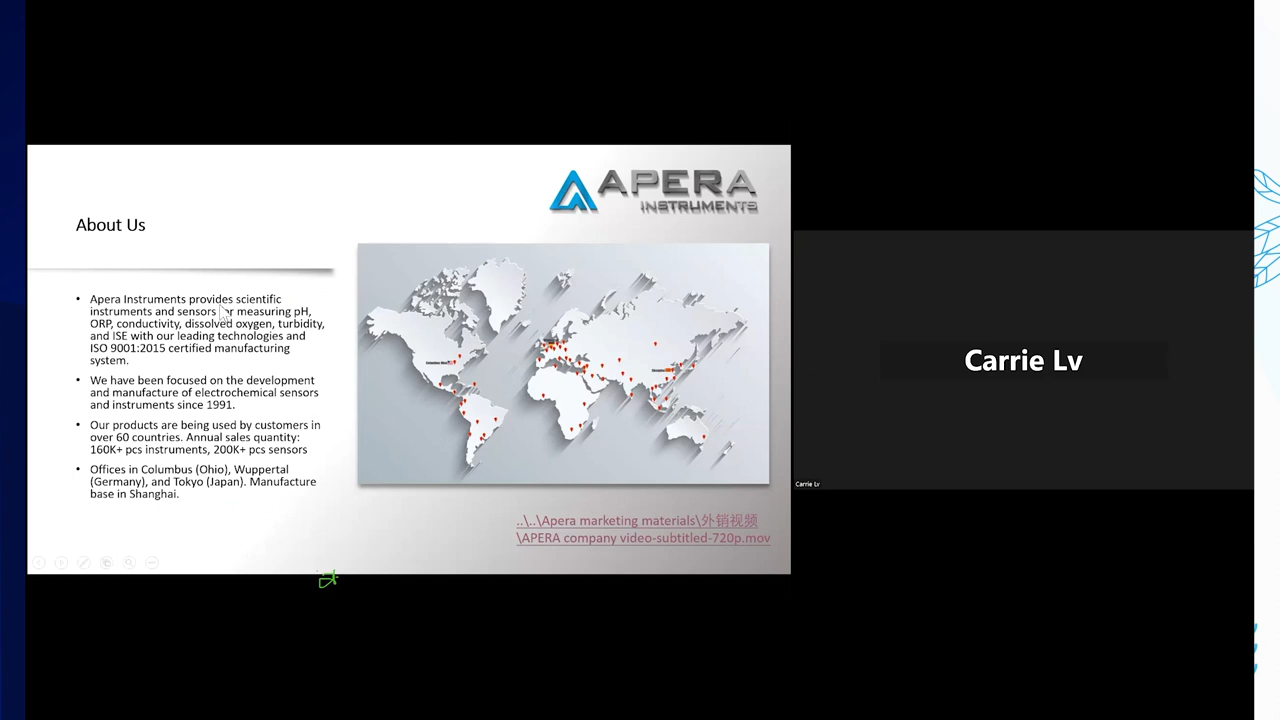 APERA
INSTRUMENTS
About Us
• Apera Instruments provides scientific
instruments and sensors for measuring pH,
ORP, conductivity, dissolved oxygen, turbidity,
and ISE with our leading technologies and
ISO 9001:2015 certified manufacturing
system.
• We have been focused on the development
and manufacture of electrochemical sensors
and instruments since 1991.
• Our products are being used by customers in
over 60 countries. Annual sales quantity:
160K+ pcs instruments, 200K+ pcs sensors
• Offices in Columbus (Ohio), Wuppertal
(Germany), and Tokyo (Japan). Manufacture
base in Shanghai.
..\..\Apera marketing materials\外销视频
\APERA company video-subtitled-720p.mov
Carrie Lv
Carrie Lv